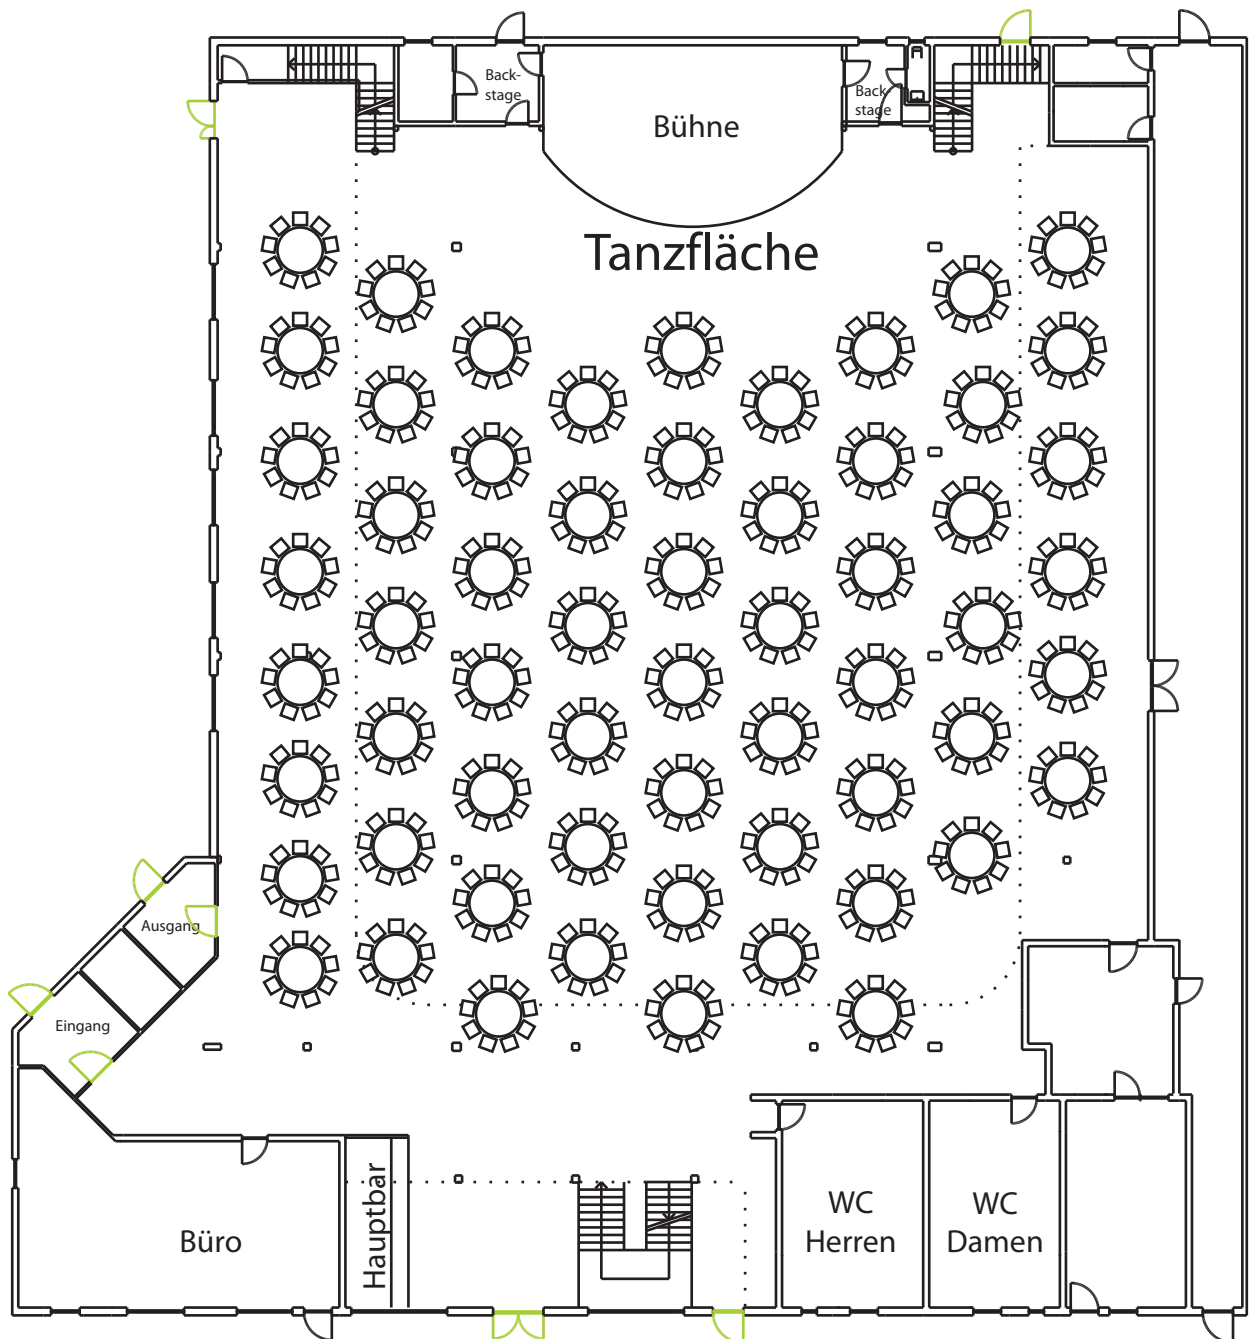 Back-
stage
Bühne
Back-
stage
Tanzfläche
Ausgang
Eingang
Büro
Hauptbar
WC
Herren
WC
Damen